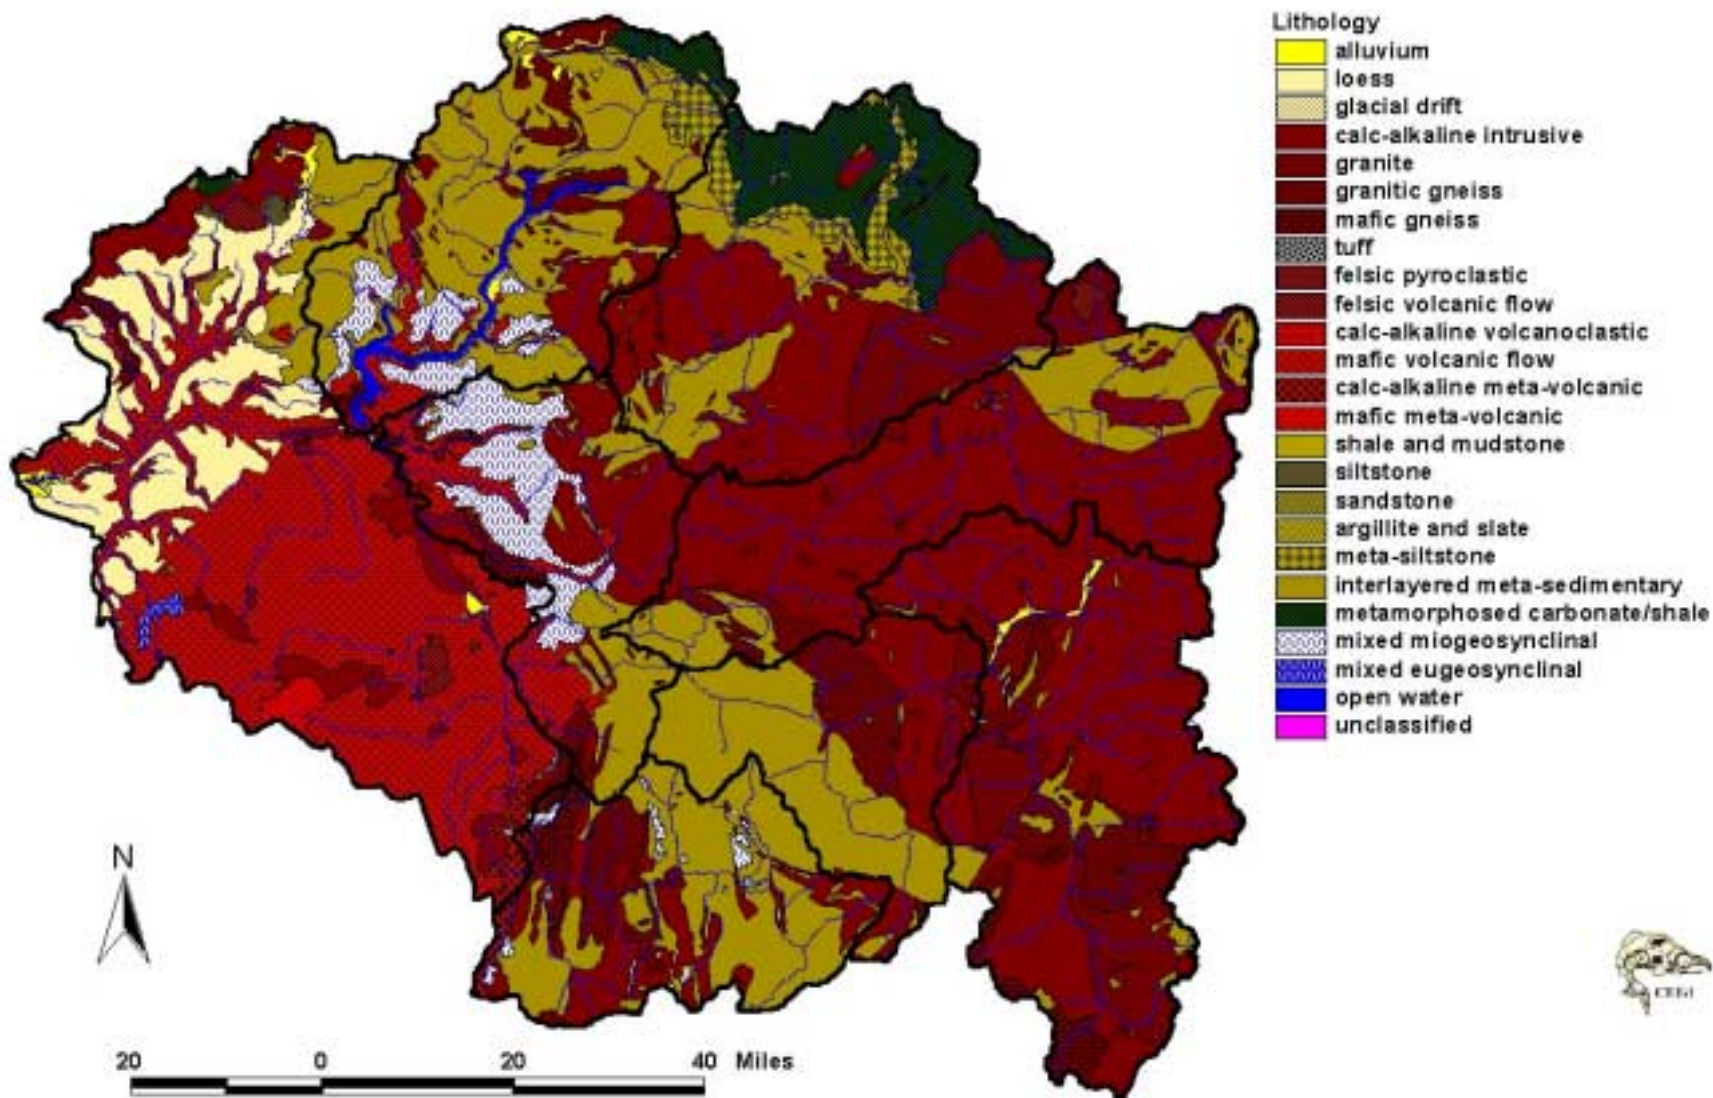 Lithology
alluvium
loess
glacial drift
calc-alkaline intrusive
granite
granitic gneiss
mafic gneiss
tuff
felsic pyroclastic
felsic volcanic flow
calc-alkaline volcanoclastic
mafic volcanic flow
calc-alkaline meta-volcanic
mafic meta-volcanic
shale and mudstone
siltstone
sandstone
argillite and slate
meta-siltstone
interlayered meta-sedimentary
metamorphosed carbonate/shale
mixed miogeosynclinal
mixed eugeosynclinal
open water
unclassified
N
20 0 20 40 Miles